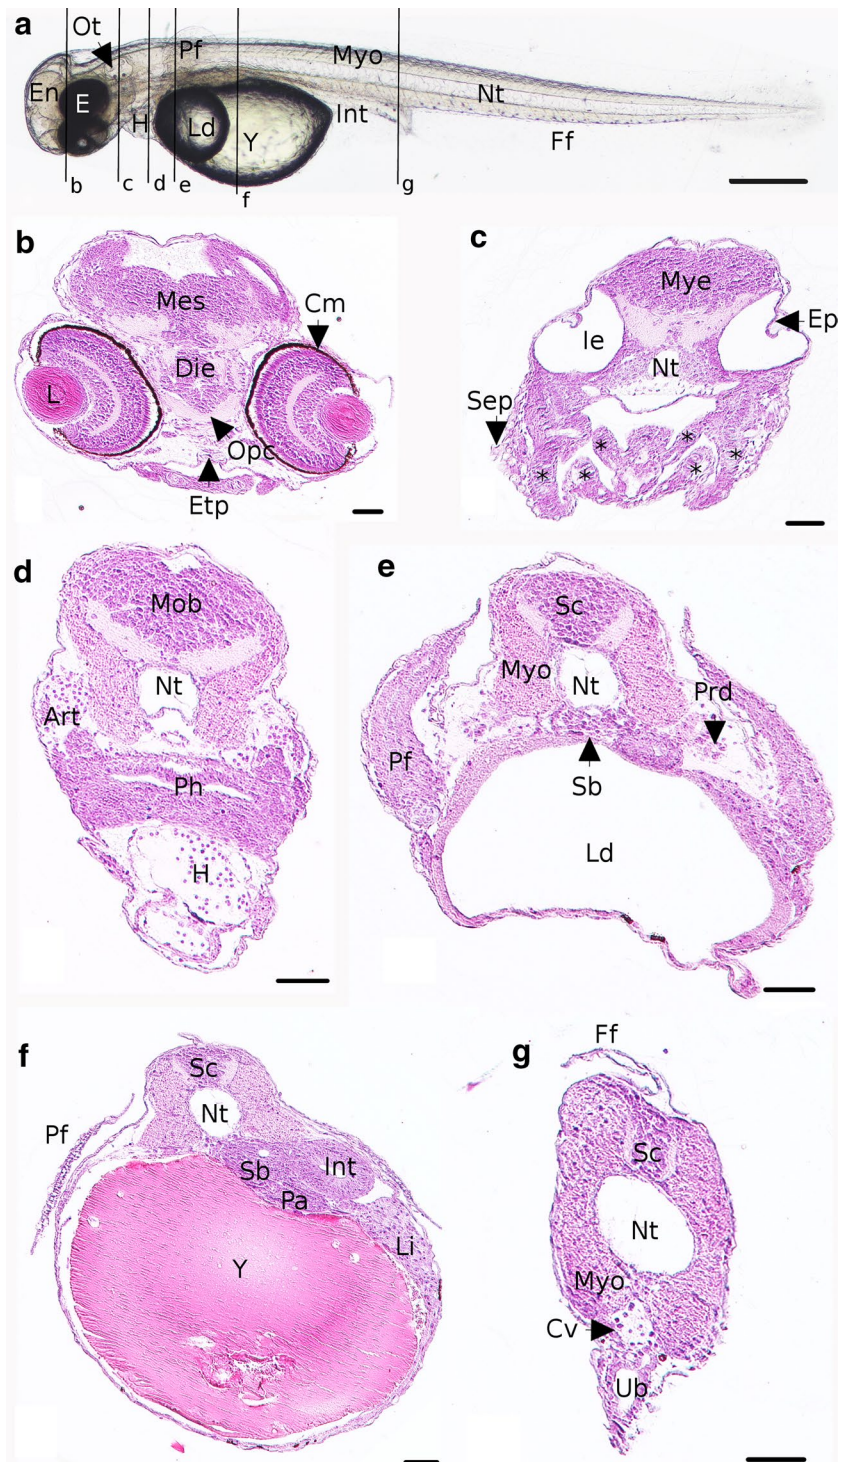 a
Ot
Pf
Myo
En
E
H
Ld
Y
Int
Nt
Ff
b
c
d
e
f
g
b
Mes
Cm
Die
L
Opc
Etp
c
Mye
Ie
Ep
Nt
Sep
*
*
*
*
*
*
d
Mob
Nt
Art
Ph
H
e
Sc
Myo
Nt
Prd
Pf
Sb
Ld
f
Sc
Nt
Pf
Sb
Int
Pa
Li
Y
g
Ff
Sc
Nt
Myo
Cv
Ub